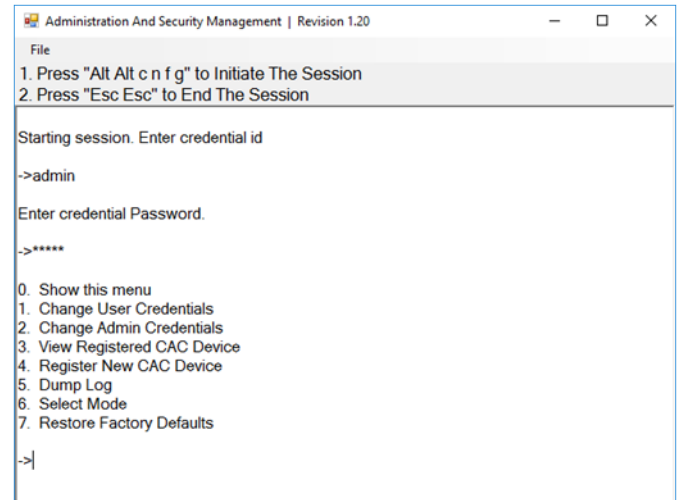 Administration And Security Management | Revision 1.20
File
1. Press "Alt Alt c n f g" to Initiate The Session
2. Press "Esc Esc" to End The Session
Starting session. Enter credential id
->admin
Enter credential Password.
->*****
0. Show this menu
1. Change User Credentials
2. Change Admin Credentials
3. View Registered CAC Device
4. Register New CAC Device
5. Dump Log
6. Select Mode
7. Restore Factory Defaults
->